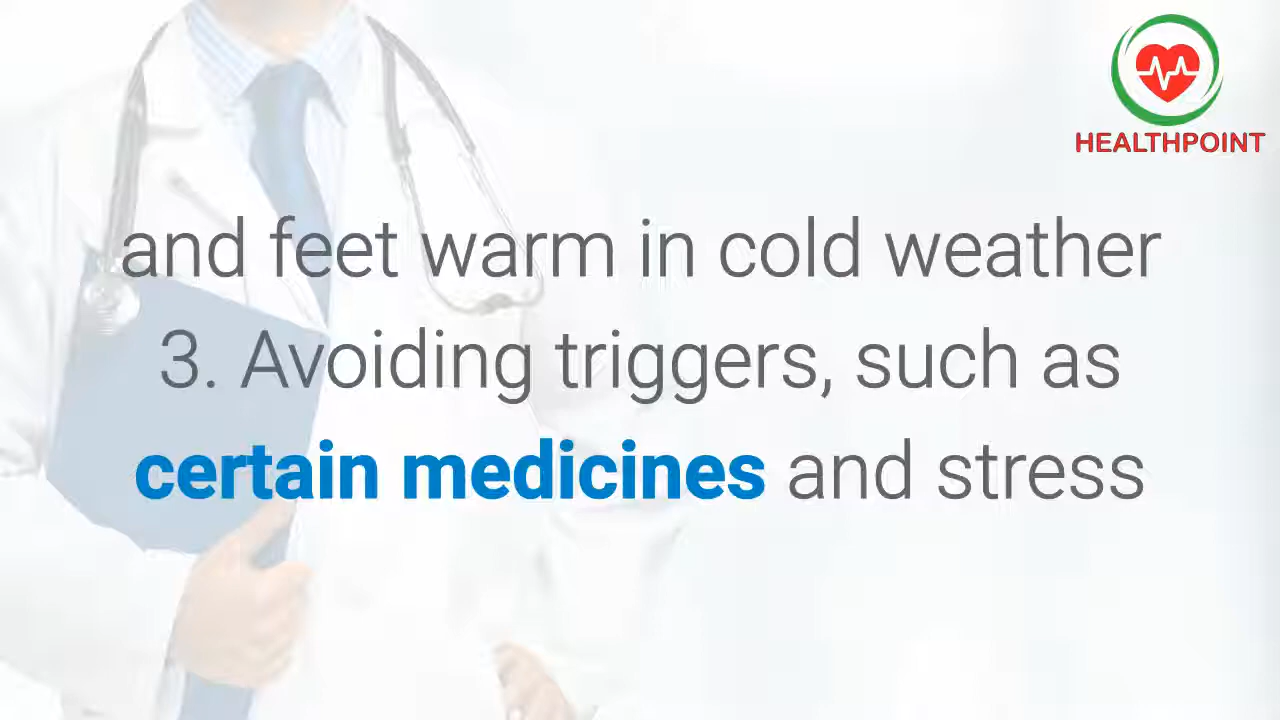 HEALTHPOINT
and feet warm in cold weather
3. Avoiding triggers, such as
certain medicines and stress